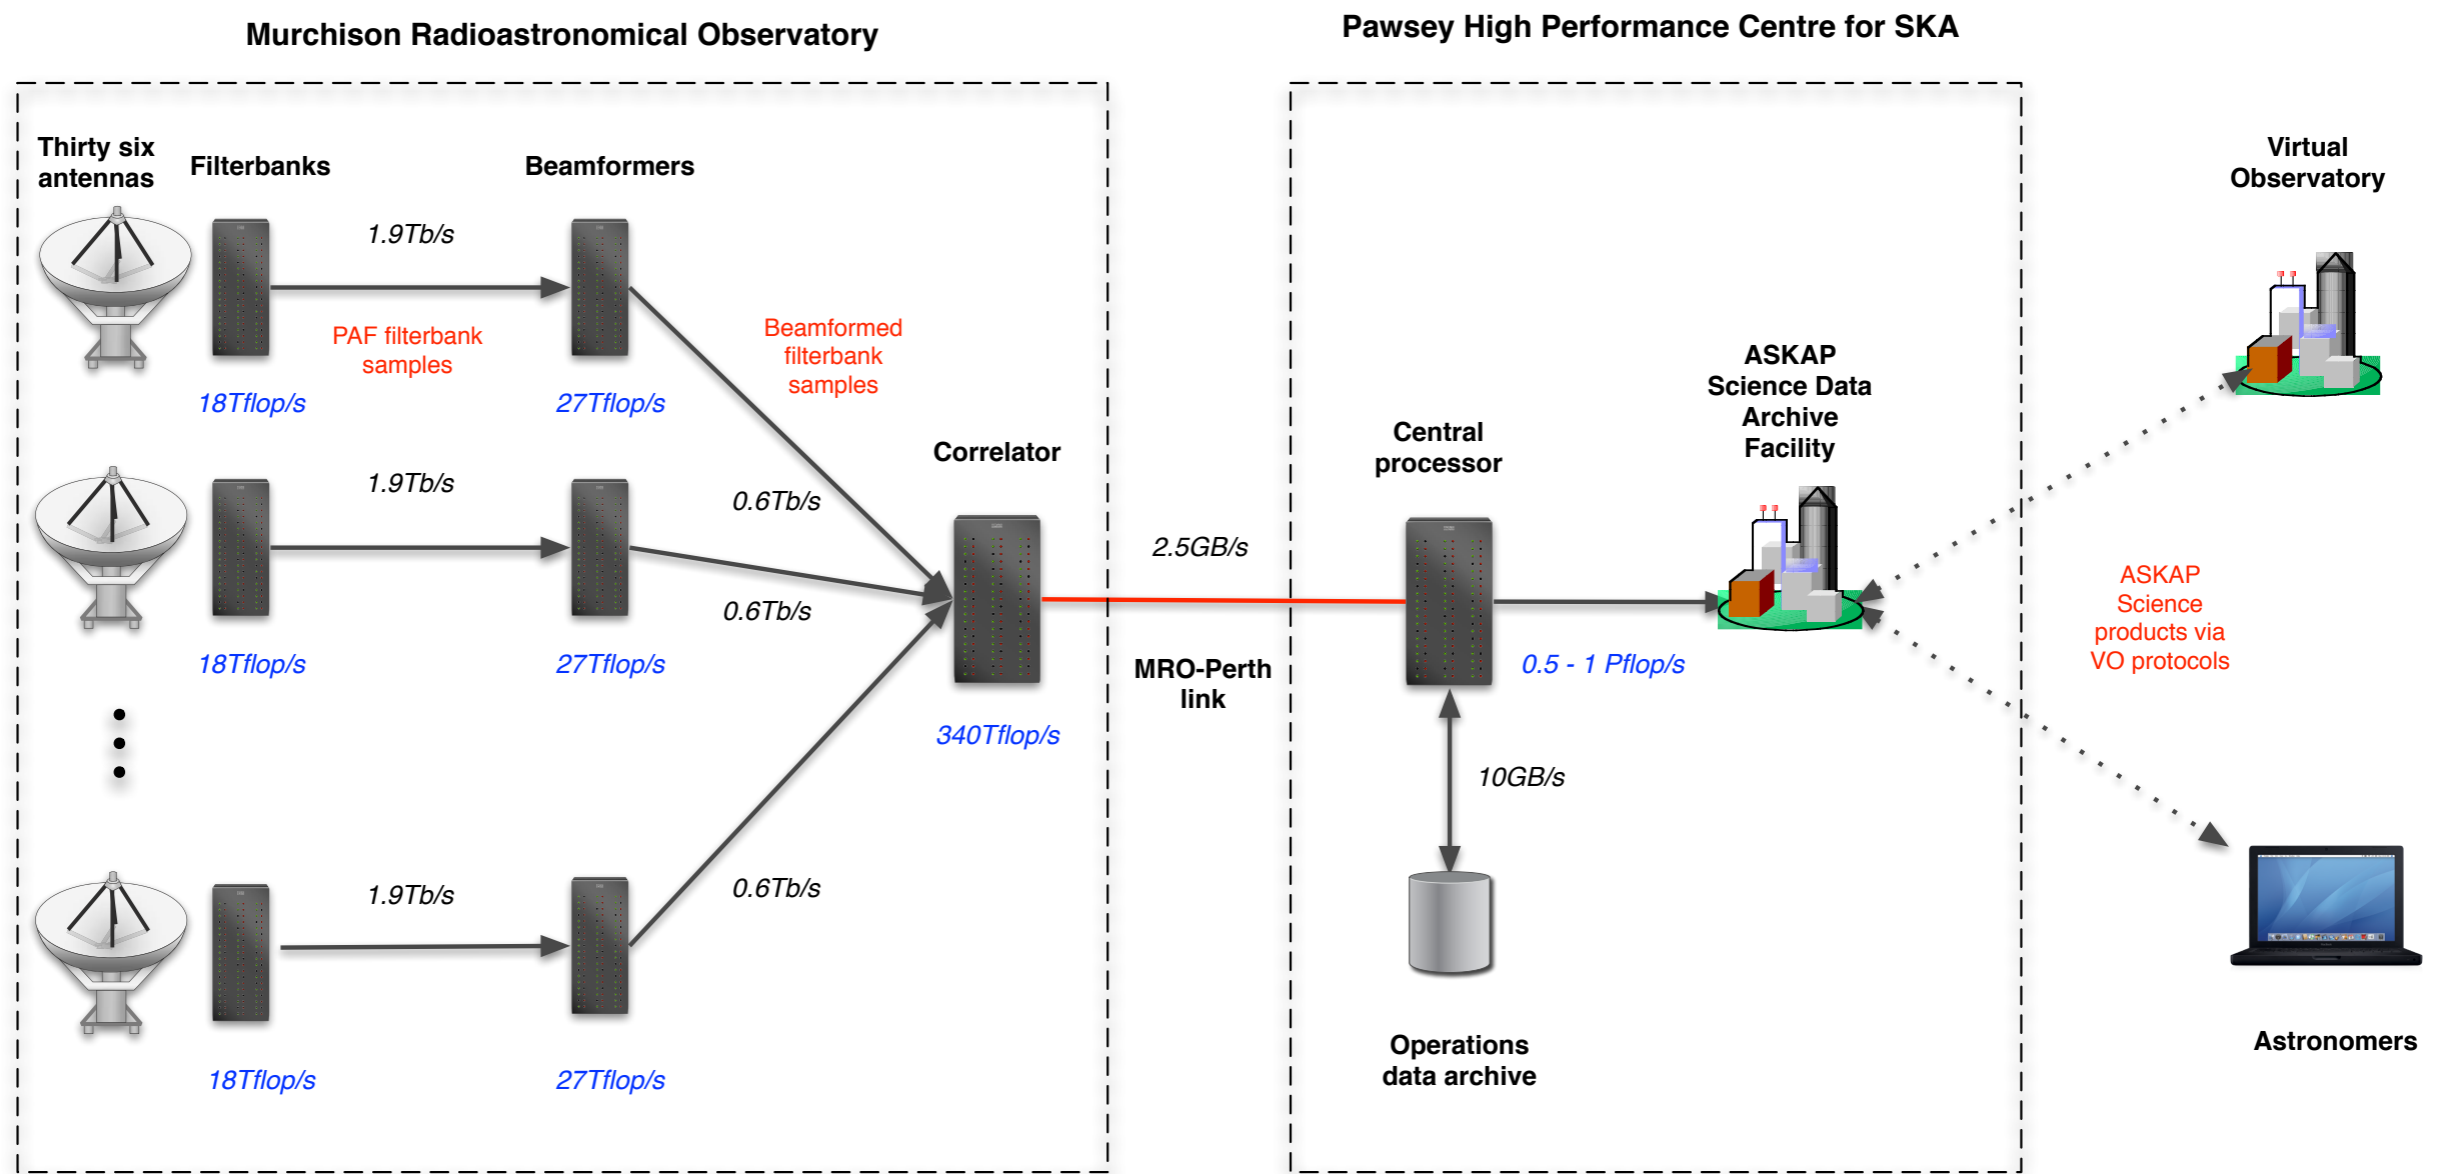 Murchison Radioastronomical Observatory
Pawsey High Performance Centre for SKA
Thirty six
antennas
Filterbanks
Beamformers
1.9Tb/s
PAF filterbank
samples
Beamformed
filterbank
samples
18Tflop/s
27Tflop/s
1.9Tb/s
0.6Tb/s
0.6Tb/s
18Tflop/s
27Tflop/s
Correlator
340Tflop/s
1.9Tb/s
0.6Tb/s
18Tflop/s
27Tflop/s
2.5GB/s
MRO-Perth
link
Central
processor
ASKAP
Science Data
Archive
Facility
0.5 - 1 Pflop/s
10GB/s
Operations
data archive
Virtual
Observatory
ASKAP
Science
products via
VO protocols
Astronomers